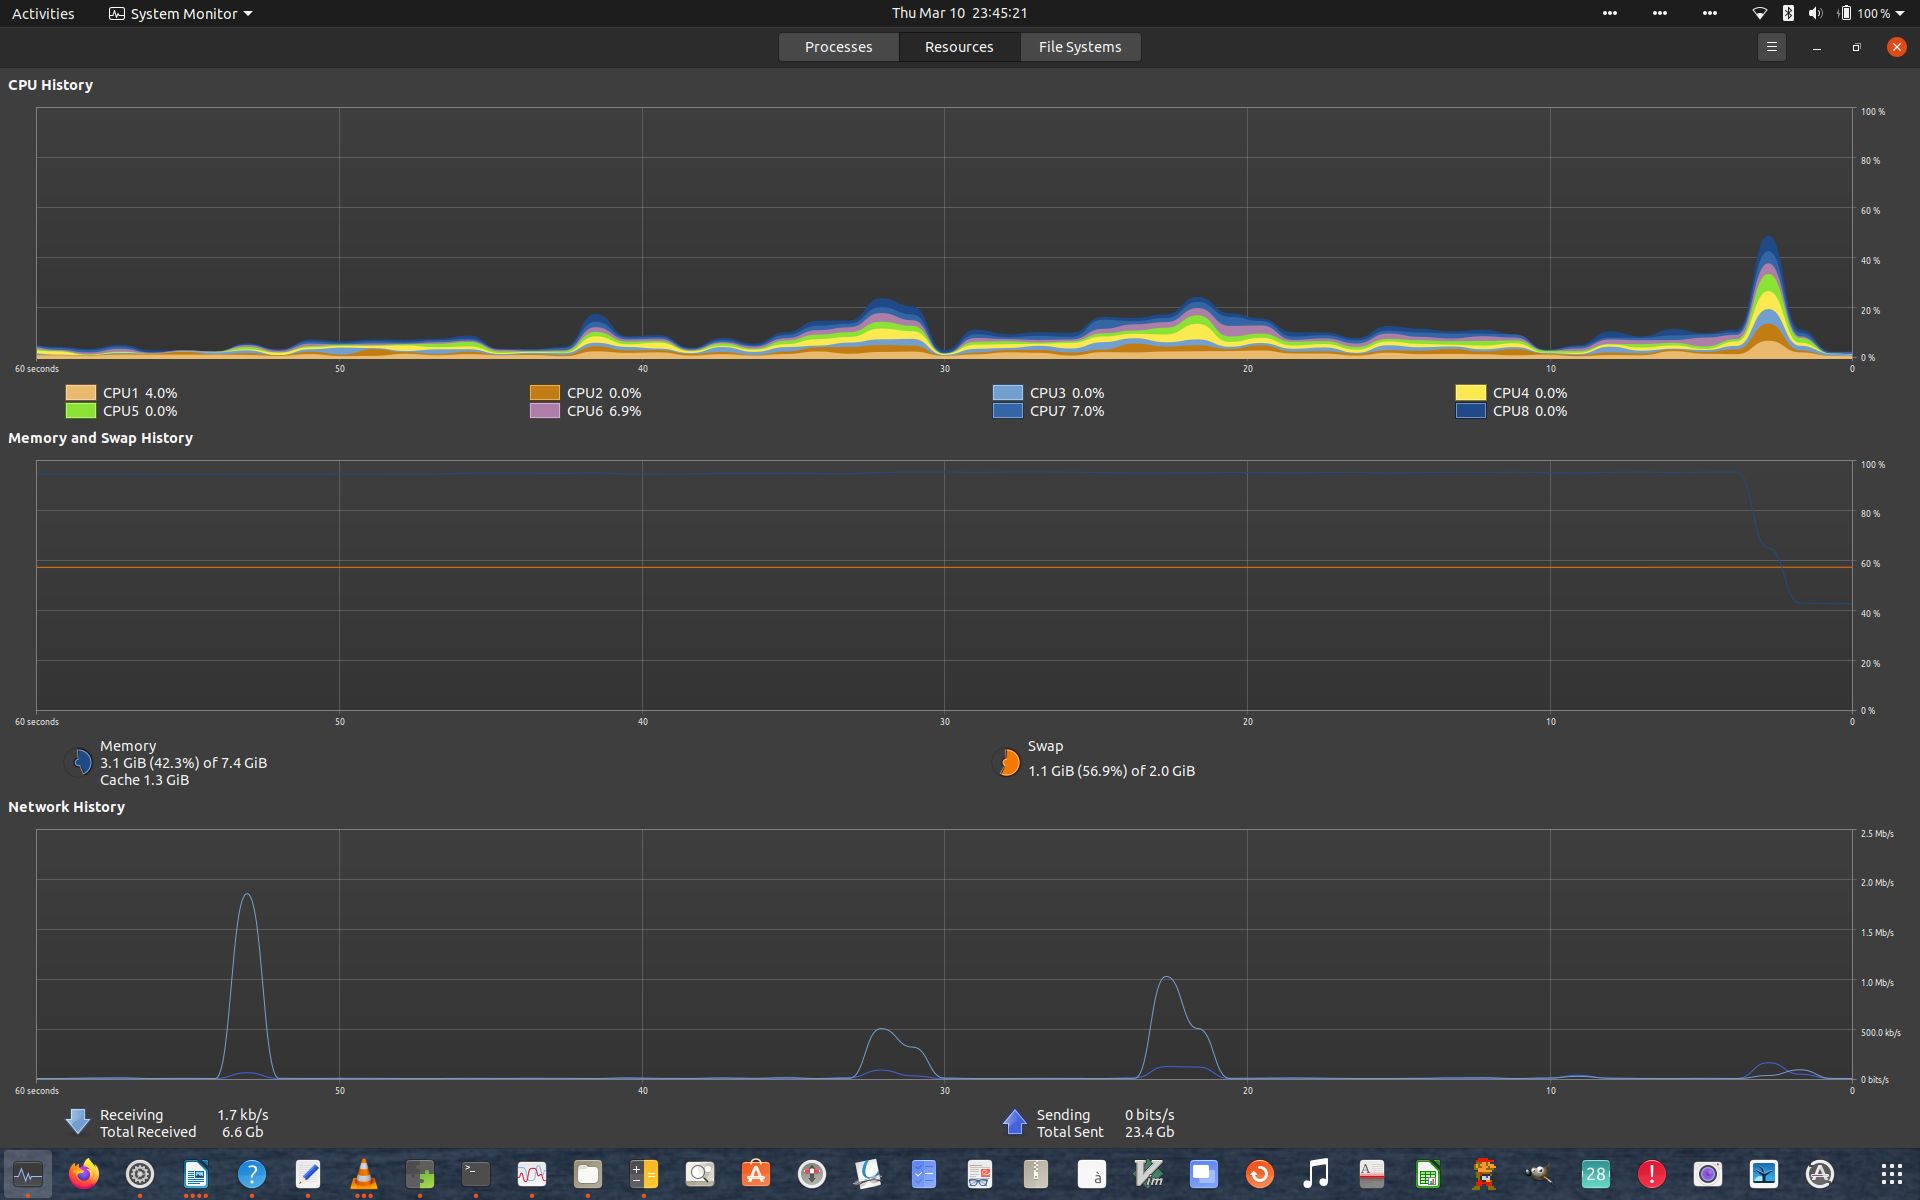 Activities System Monitor Thu Mar 10 23:45:21 100 %
Processes Resources File Systems
CPU History
100 %
80 %
60 %
40 %
20 %
0 %
60 seconds 50 40 30 20 10 0
CPU1 4.0% CPU2 0.0% CPU3 0.0% CPU4 0.0%
CPU5 0.0% CPU6 6.9% CPU7 7.0% CPU8 0.0%
Memory and Swap History
100 %
80 %
60 %
40 %
20 %
0 %
60 seconds 50 40 30 20 10 0
Memory
3.1 GiB (42.3%) of 7.4 GiB
Cache 1.3 GiB
Swap
1.1 GiB (56.9%) of 2.0 GiB
Network History
2.5 Mb/s
2.0 Mb/s
1.5 Mb/s
1.0 Mb/s
500.0 kb/s
0 bits/s
60 seconds 50 40 30 20 10 0
Receiving 1.7 kb/s Sending 0 bits/s
Total Received 6.6 Gb Total Sent 23.4 Gb
? >_ A à Vim A 28 !